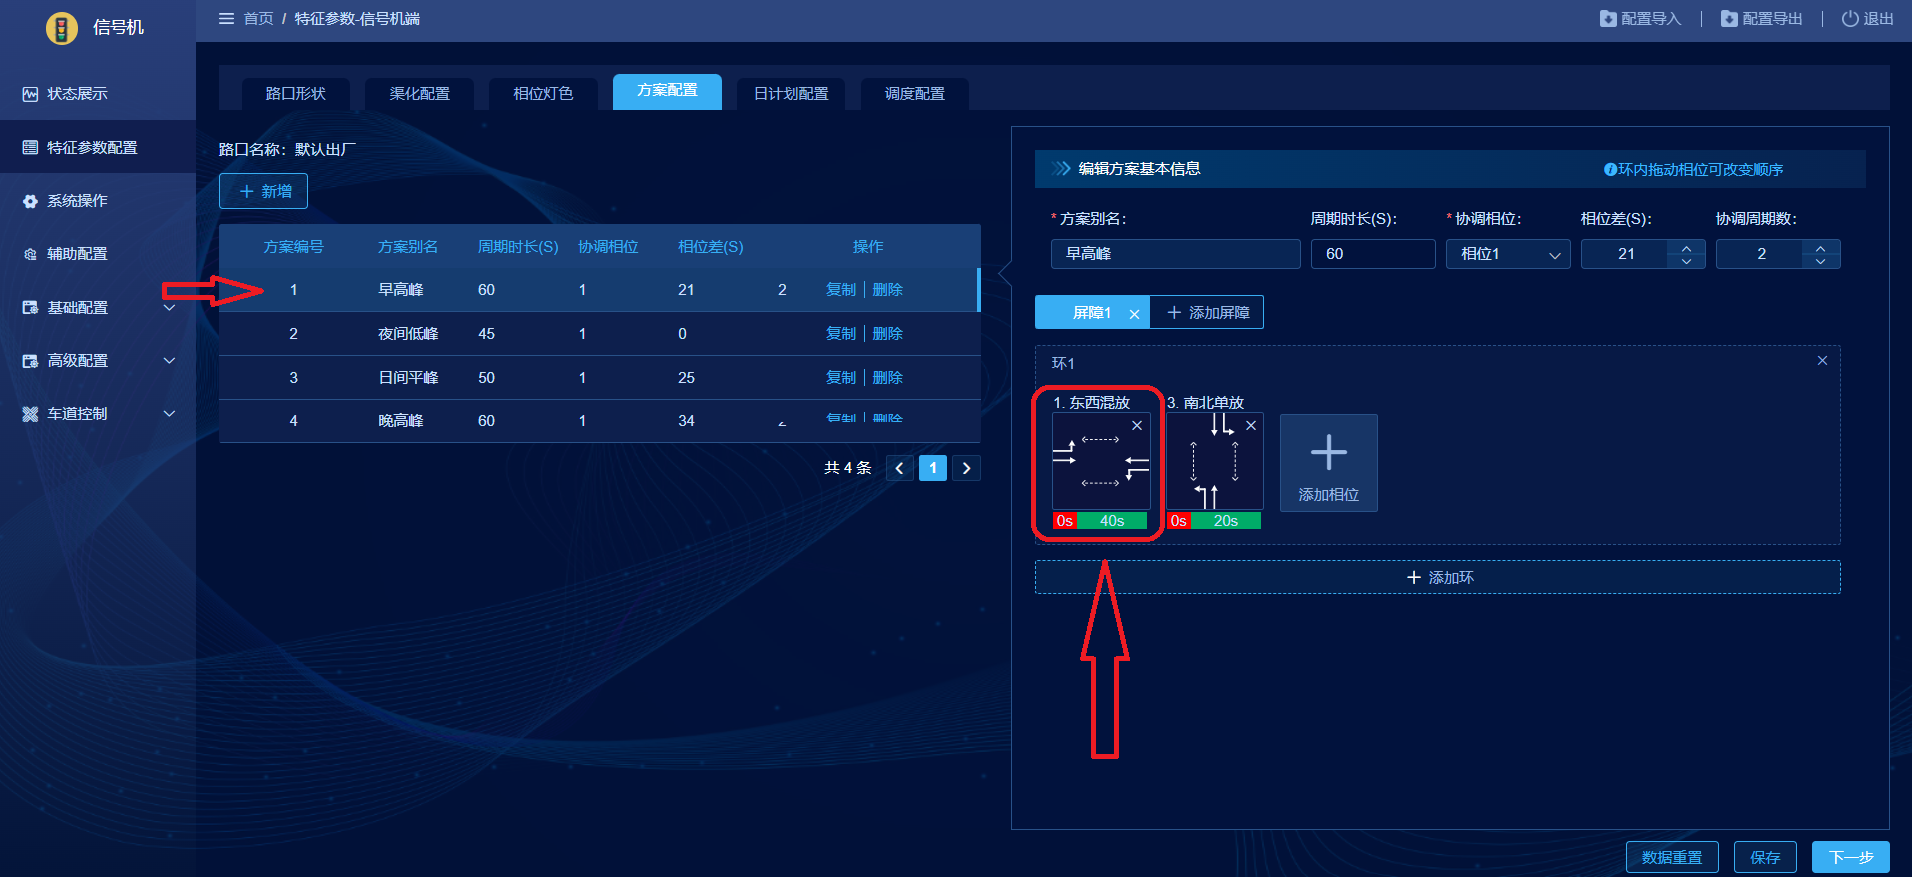 信号机
首页 / 特征参数-信号机端
配置导入 | 配置导出 | 退出
状态展示
特征参数配置
系统操作
辅助配置
基础配置
高级配置
车道控制
路口形状 渠化配置 相位灯色 方案配置 日计划配置 调度配置
路口名称：默认出厂
新增
方案编号 方案别名 周期时长(S) 协调相位 相位差(S) 操作
1 早高峰 60 1 21 2 复制 | 删除
2 夜间低峰 45 1 0 复制 | 删除
3 日间平峰 50 1 25 复制 | 删除
4 晚高峰 60 1 34 2 复制 | 删除
共 4 条 1
编辑方案基本信息 环内拖动相位可改变顺序
* 方案别名： 周期时长(S)： * 协调相位： 相位差(S)： 协调周期数：
早高峰 60 相位1 21 2
屏障1 添加屏障
环1
1. 东西混放 3. 南北单放
添加相位
0s 40s 0s 20s
添加环
数据重置 保存 下一步